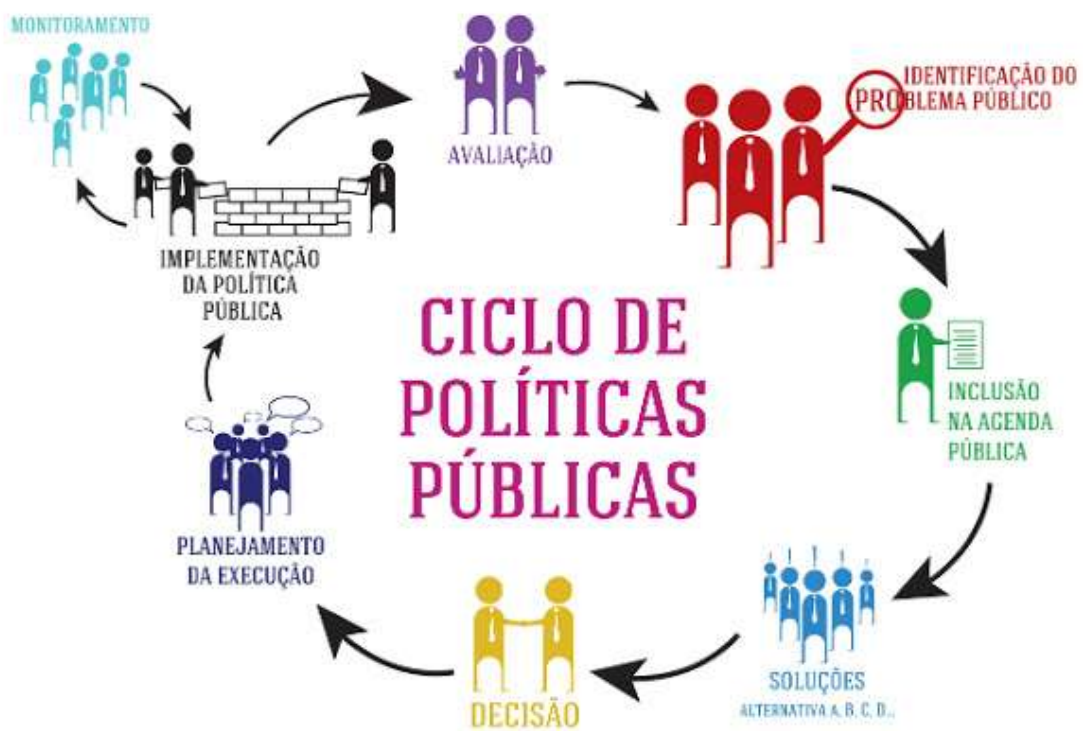 MONITORAMENTO
AVALIAÇÃO
IDENTIFICAÇÃO DO
PROBLEMA PÚBLICO
IMPLEMENTAÇÃO
DA POLÍTICA
PÚBLICA
CICLO DE
POLÍTICAS
PÚBLICAS
INCLUSÃO
NA AGENDA
PÚBLICA
PLANEJAMENTO
DA EXECUÇÃO
SOLUÇÕES
ALTERNATIVA A, B, C, D...
DECISÃO